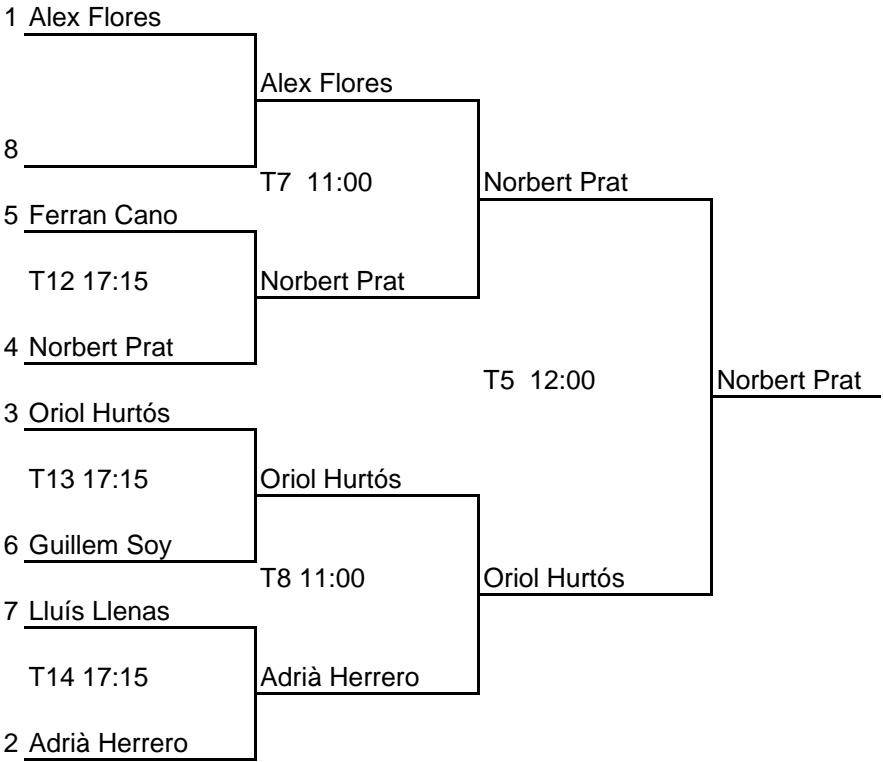 1 Alex Flores
Alex Flores
8
T7 11:00
Norbert Prat
5 Ferran Cano
T12 17:15
Norbert Prat
4 Norbert Prat
T5 12:00
Norbert Prat
3 Oriol Hurtós
T13 17:15
Oriol Hurtós
6 Guillem Soy
T8 11:00
Oriol Hurtós
7 Lluís Llenas
T14 17:15
Adrià Herrero
2 Adrià Herrero